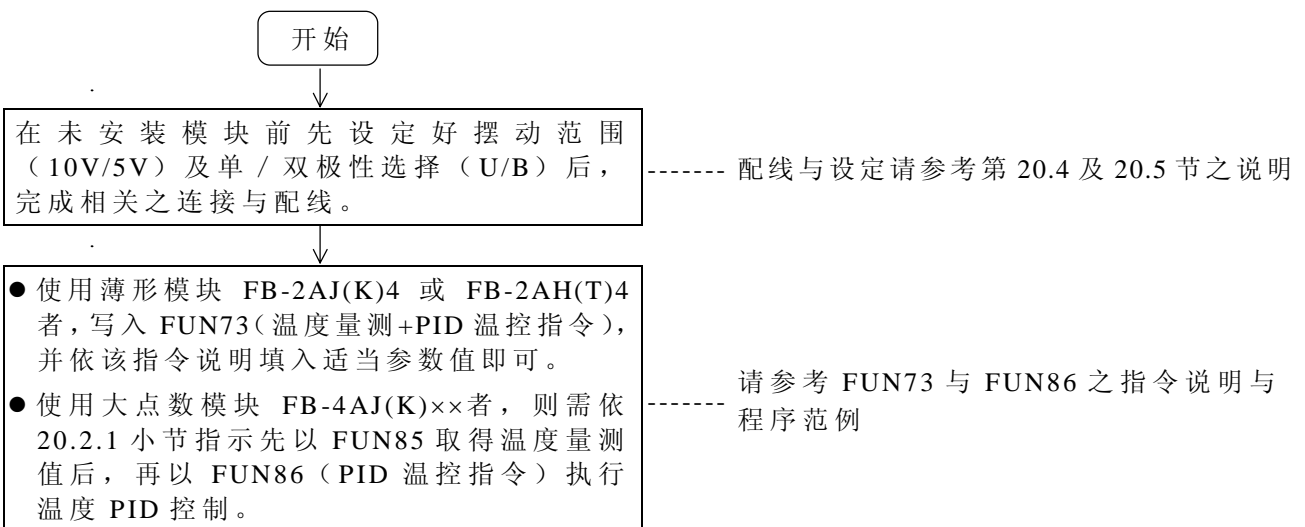 开始
在未安装模块前先设定好摆动范围
（10V/5V）及单／双极性选择（U/B）后，
完成相关之连接与配线。
------- 配线与设定请参考第 20.4 及 20.5 节之说明
●使用薄形模块 FB-2AJ(K)4 或 FB-2AH(T)4
者，写入 FUN73（温度量测+PID 温控指令），
并依该指令说明填入适当参数值即可。
●使用大点数模块 FB-4AJ(K)××者，则需依
20.2.1 小节指示先以 FUN85 取得温度量测
值后，再以 FUN86（PID 温控指令）执行
温度 PID 控制。
------- 请参考 FUN73 与 FUN86 之指令说明与
程序范例